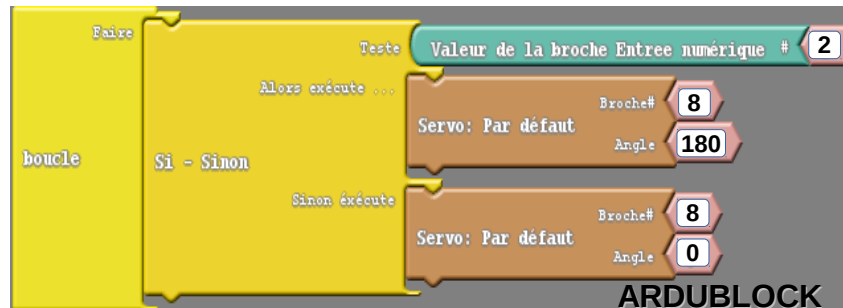 Faire
Teste
Valeur de la broche Entree numérique # 2
Alors exécute ...
Servo: Par défaut
Broche# 8
Angle 180
boucle
Si - Sinon
Sinon éxécute
Servo: Par défaut
Broche# 8
Angle 0
ARDUBLOCK